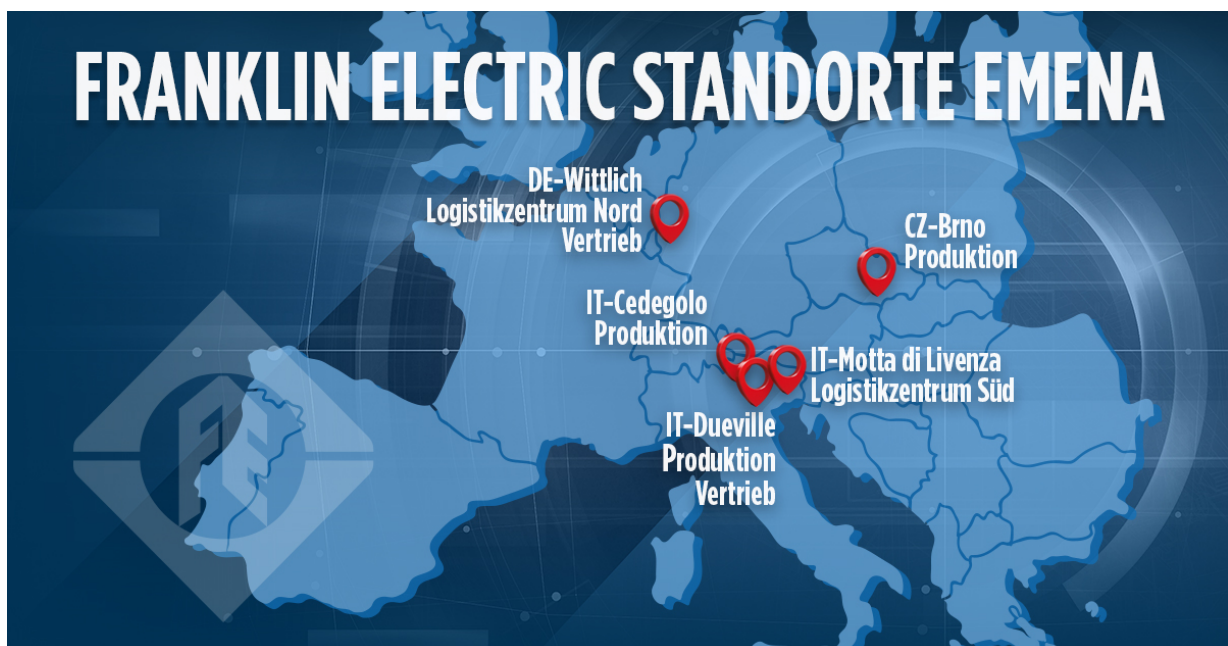 FRANKLIN ELECTRIC STANDORTE EMENA
DE-Wittlich
Logistikzentrum Nord
Vertrieb
CZ-Brno
Produktion
IT-Cedegolo
Produktion
IT-Motta di Livenza
Logistikzentrum Süd
IT-Dueville
Produktion
Vertrieb
FE